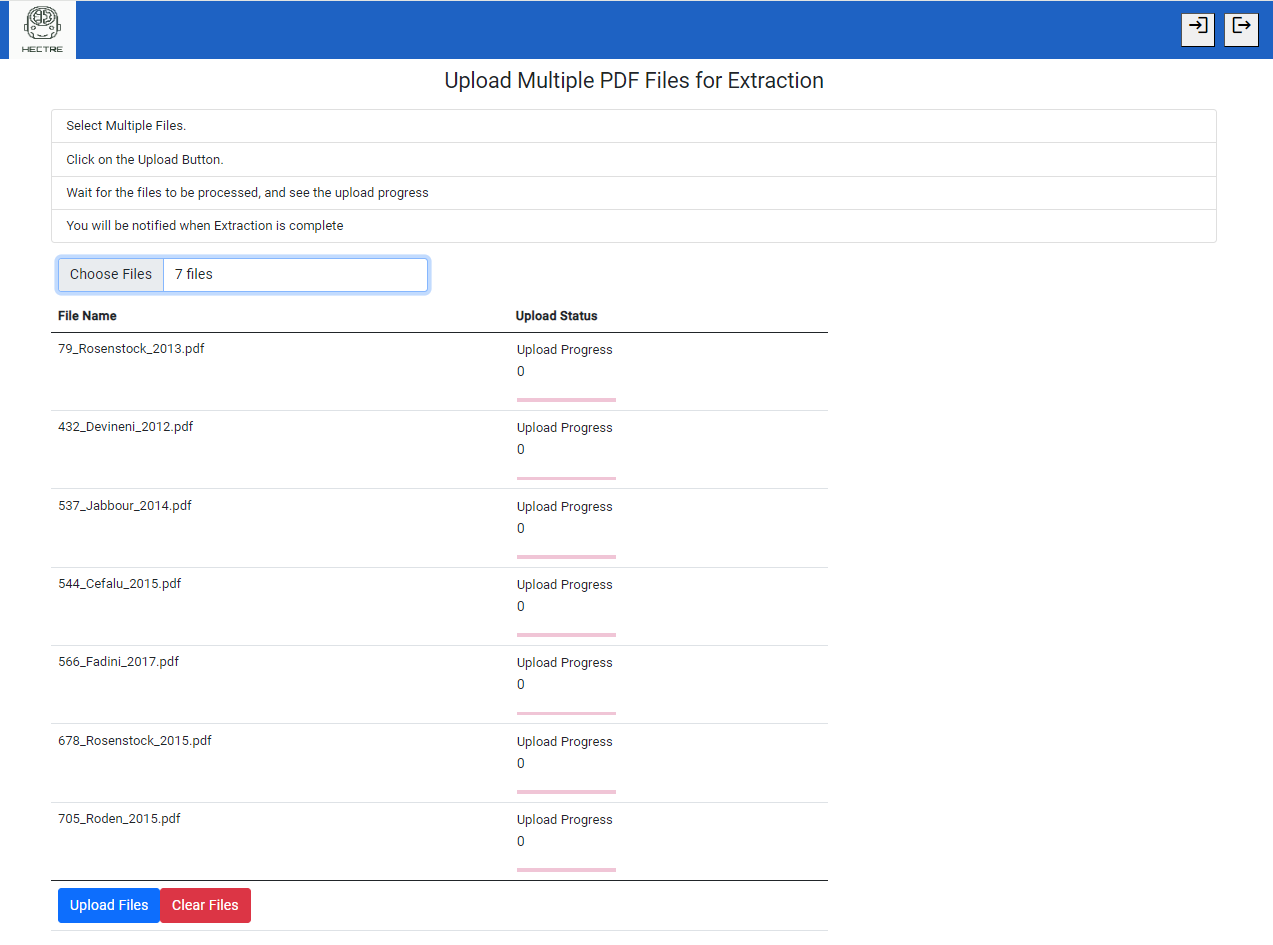 HECTRE
Upload Multiple PDF Files for Extraction
Select Multiple Files.
Click on the Upload Button.
Wait for the files to be processed, and see the upload progress
You will be notified when Extraction is complete
Choose Files 7 files
File Name Upload Status
79_Rosenstock_2013.pdf Upload Progress
0
432_Devineni_2012.pdf Upload Progress
0
537_Jabbour_2014.pdf Upload Progress
0
544_Cefalu_2015.pdf Upload Progress
0
566_Fadini_2017.pdf Upload Progress
0
678_Rosenstock_2015.pdf Upload Progress
0
705_Roden_2015.pdf Upload Progress
0
Upload Files Clear Files